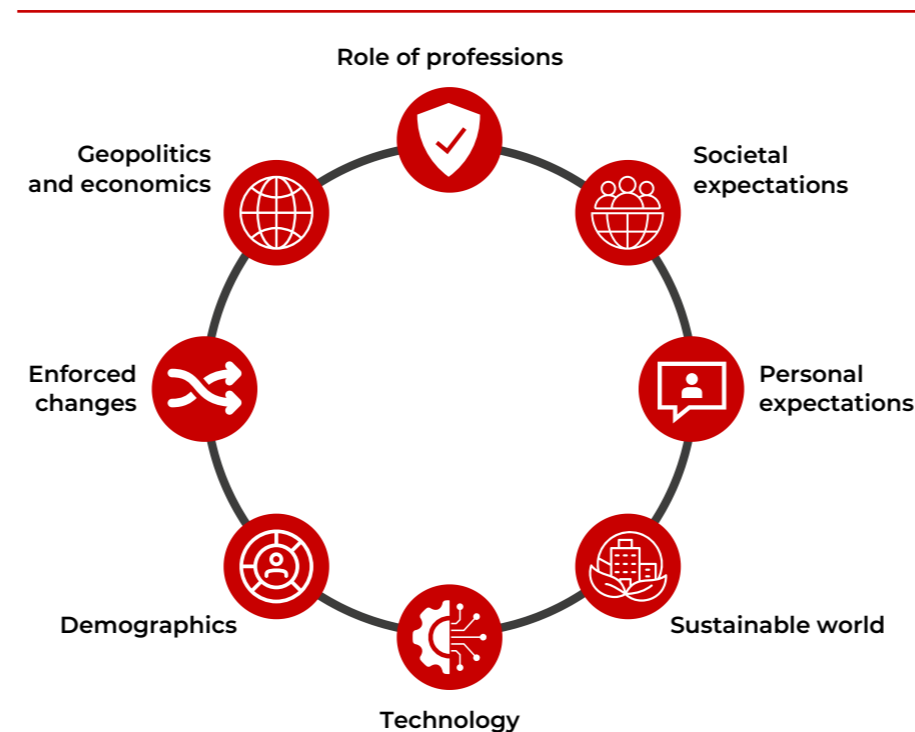 Role of professions
Geopolitics
and economics
Societal
expectations
Enforced
changes
Personal
expectations
Demographics
Sustainable world
Technology